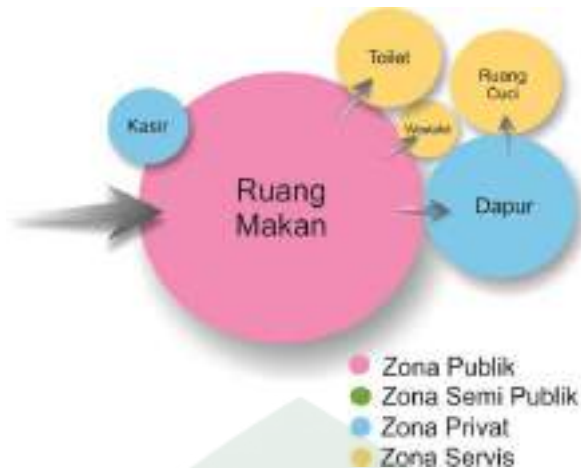 Toilet
Ruang
Cuci
Kasir
Wastafel
Ruang
Makan
Dapur
Zona Publik
Zona Semi Publik
Zona Privat
Zona Servis